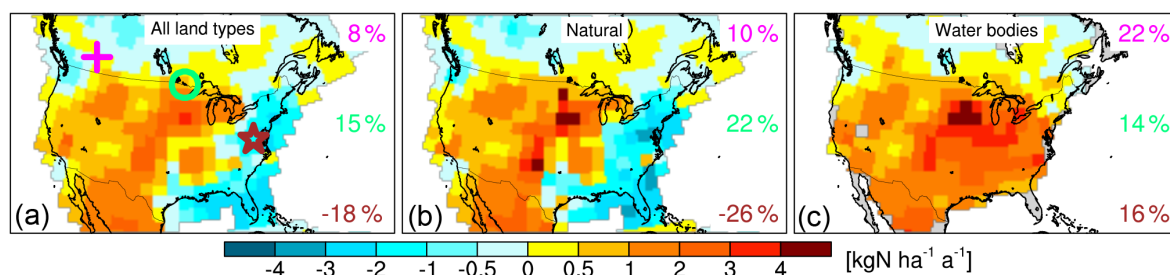 All land types
8 %
15 %
-18 %
(a)
Natural
10 %
22 %
-26 %
(b)
Water bodies
22 %
14 %
16 %
(c)
-4 -3 -2 -1 -0.5 0 0.5 1 2 3 4 [kgN ha⁻¹ a⁻¹]